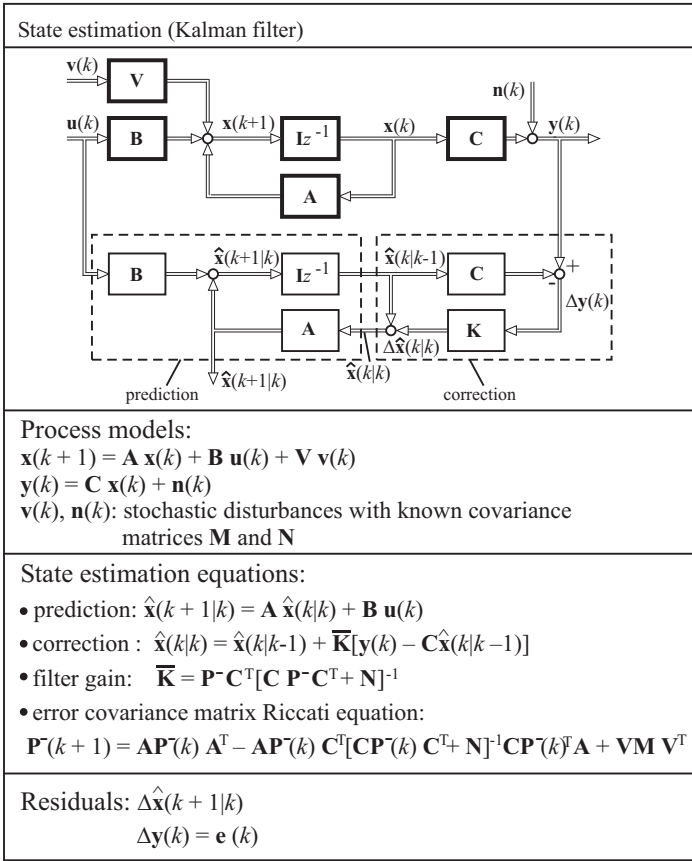 State estimation (Kalman filter)
v(k)
V
n(k)
u(k)
B
x(k+1)
Iz⁻¹
x(k)
C
y(k)
A
B
x̂(k+1|k)
Iz⁻¹
x̂(k|k-1)
C
+
-
Δy(k)
A
Δx̂(k|k)
K
x̂(k|k)
x̂(k+1|k)
prediction
correction
Process models:
x(k + 1) = A x(k) + B u(k) + V v(k)
y(k) = C x(k) + n(k)
v(k), n(k): stochastic disturbances with known covariance
matrices M and N
State estimation equations:
• prediction: x̂(k + 1|k) = A x̂(k|k) + B u(k)
• correction : x̂(k|k) = x̂(k|k-1) + K̅[y(k) – Cx̂(k|k –1)]
• filter gain: K̅ = P⁻Cᵀ[C P⁻Cᵀ+ N]⁻¹
• error covariance matrix Riccati equation:
P⁻(k + 1) = AP⁻(k) Aᵀ – AP⁻(k) Cᵀ[CP⁻(k) Cᵀ+ N]⁻¹CP⁻(k)ᵀA + VM Vᵀ
Residuals: Δx̂(k + 1|k)
Δy(k) = e (k)